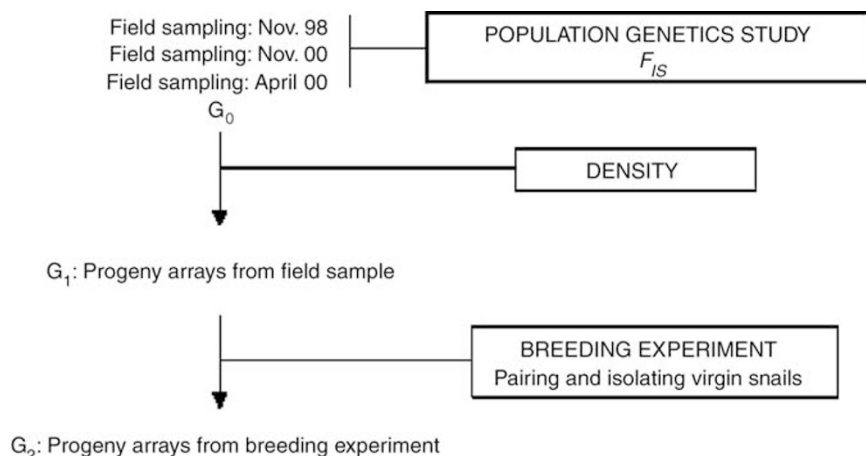 Field sampling: Nov. 98
Field sampling: Nov. 00
Field sampling: April 00
G₀
POPULATION GENETICS STUDY
F_IS
DENSITY
G₁: Progeny arrays from field sample
BREEDING EXPERIMENT
Pairing and isolating virgin snails
G₂: Progeny arrays from breeding experiment